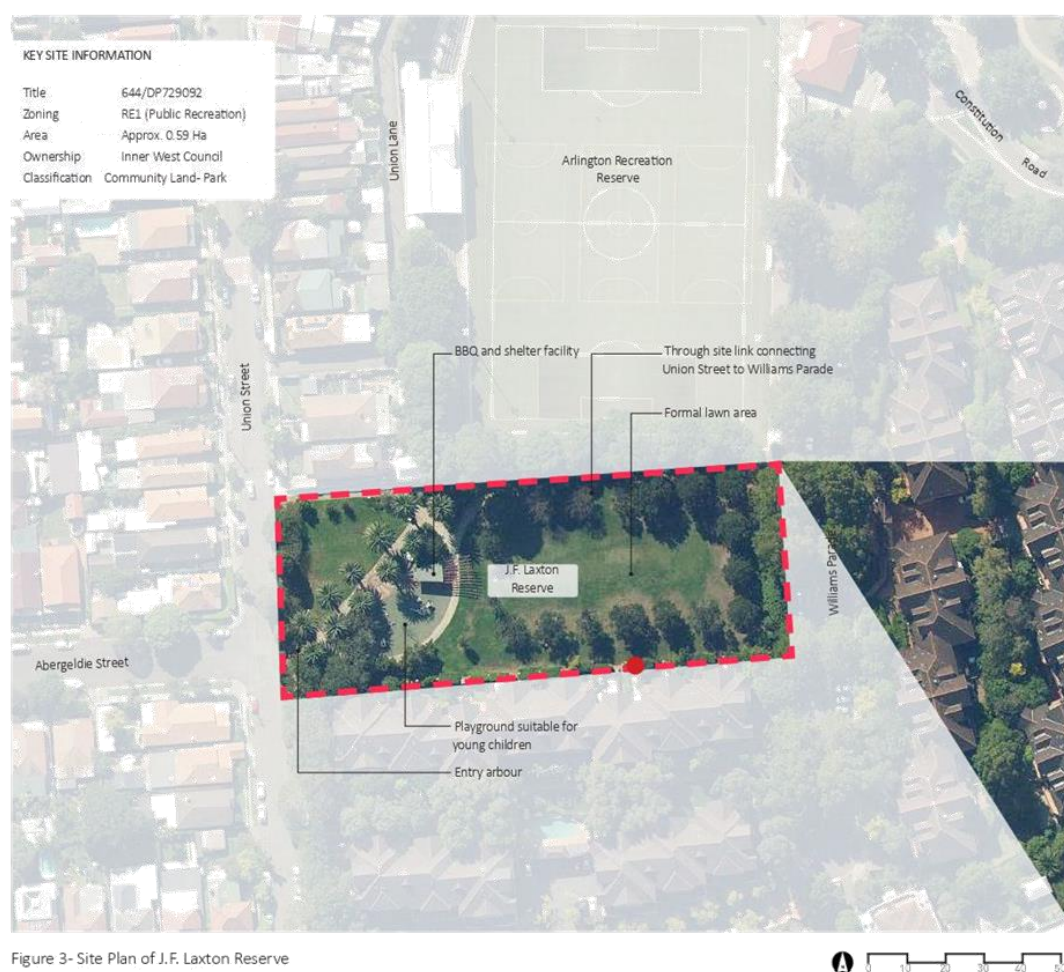 KEY SITE INFORMATION
Title 644/DP729092
Zoning RE1 (Public Recreation)
Area Approx. 0.59 Ha
Ownership Inner West Council
Classification Community Land- Park
Union Lane
Arlington Recreation
Reserve
Constitution
Road
Union Street
BBQ and shelter facility
Through site link connecting
Union Street to Williams Parade
Formal lawn area
J.F. Laxton
Reserve
Williams Parade
Abergeldie Street
Playground suitable for
young children
Entry arbour
Figure 3- Site Plan of J.F. Laxton Reserve
A
0 10 20 30 40